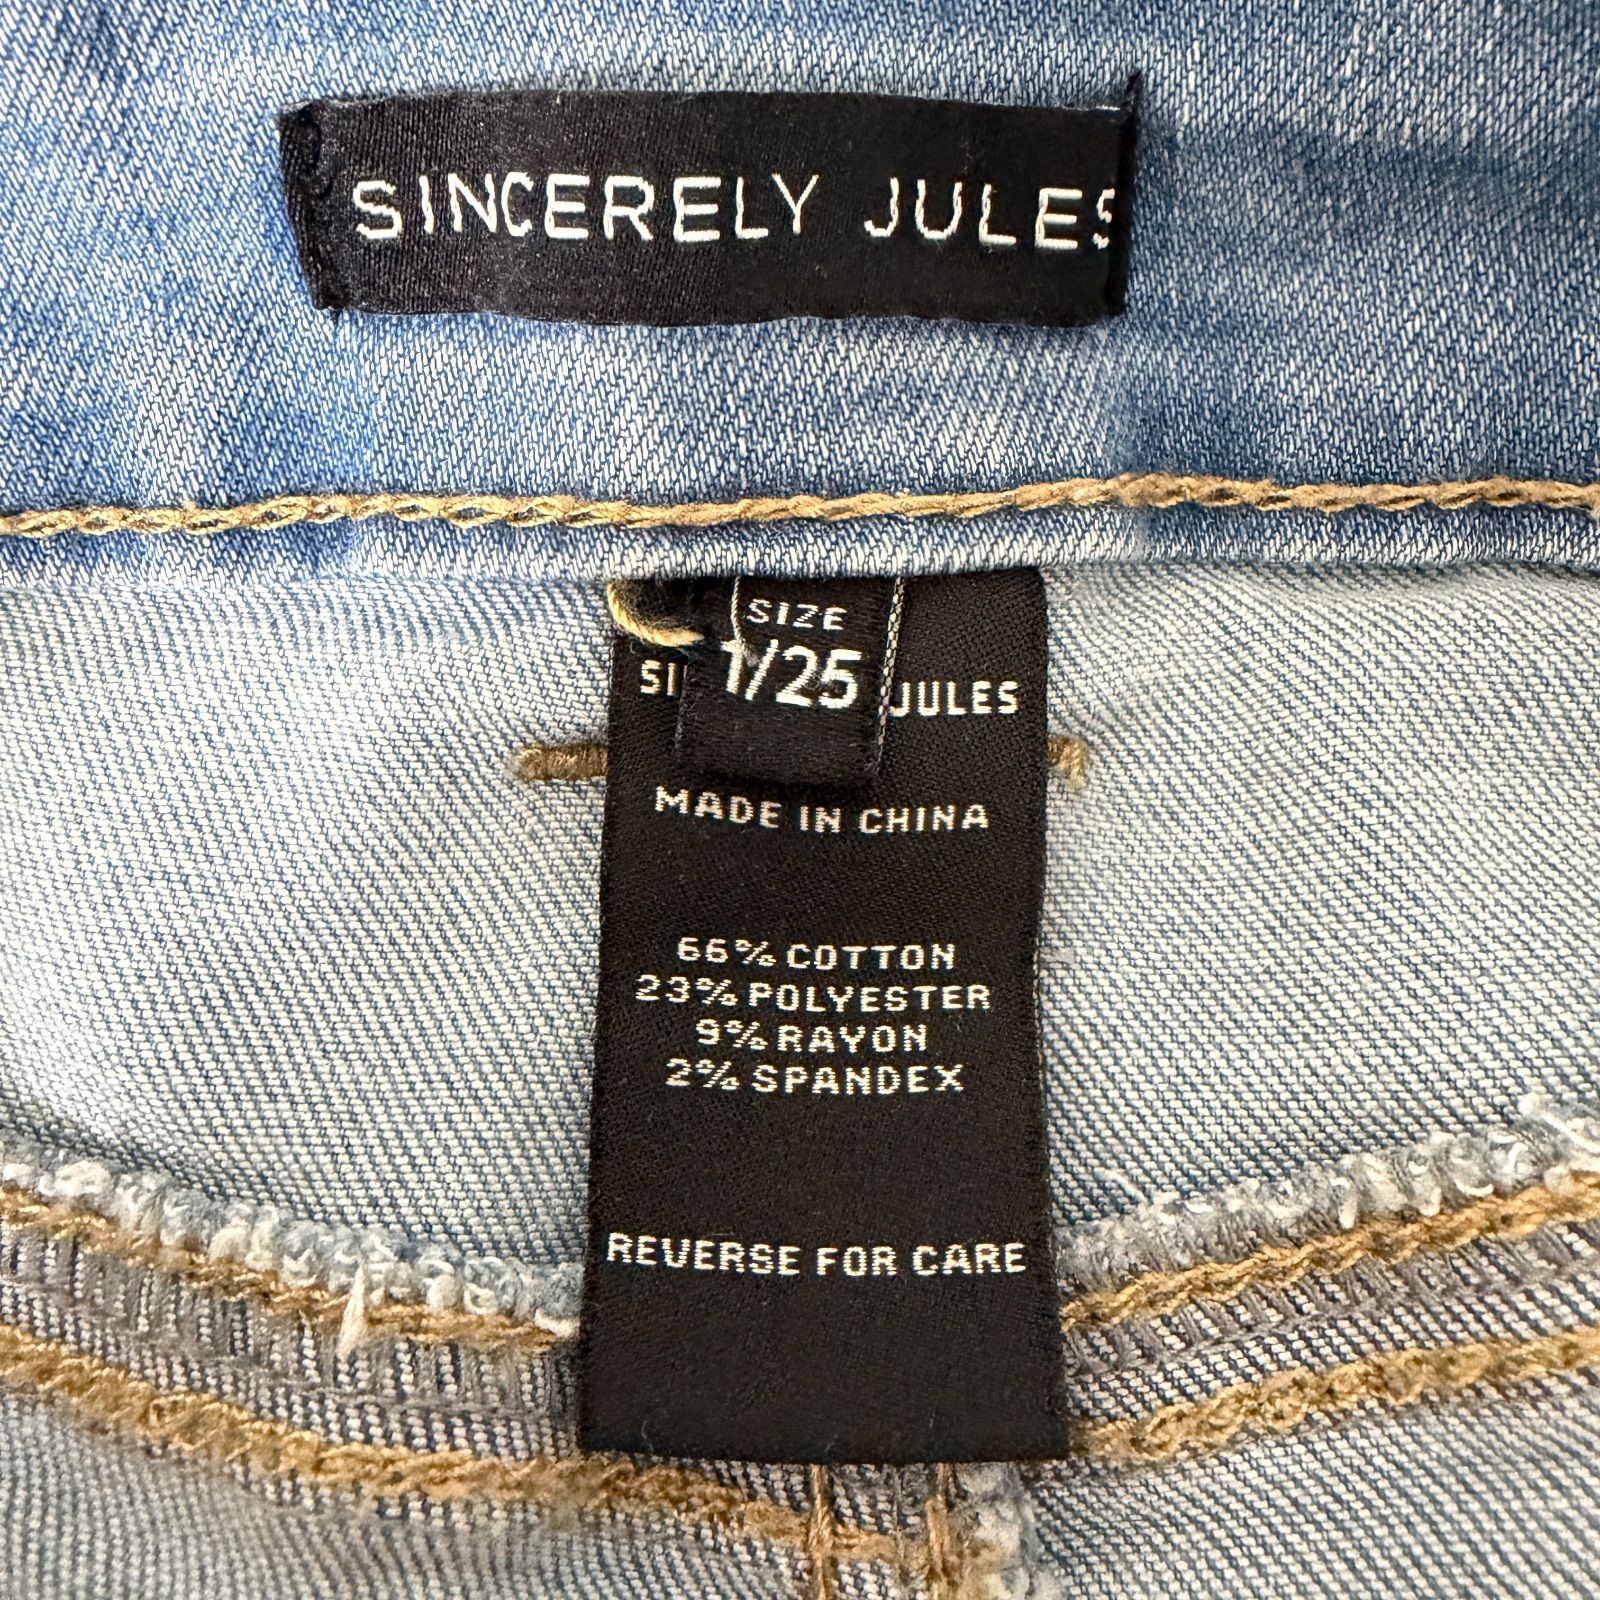 SINCERELY JULES
SIZE
1/25
JULES
MADE IN CHINA
66% COTTON
23% POLYESTER
9% RAYON
2% SPANDEX
REVERSE FOR CARE